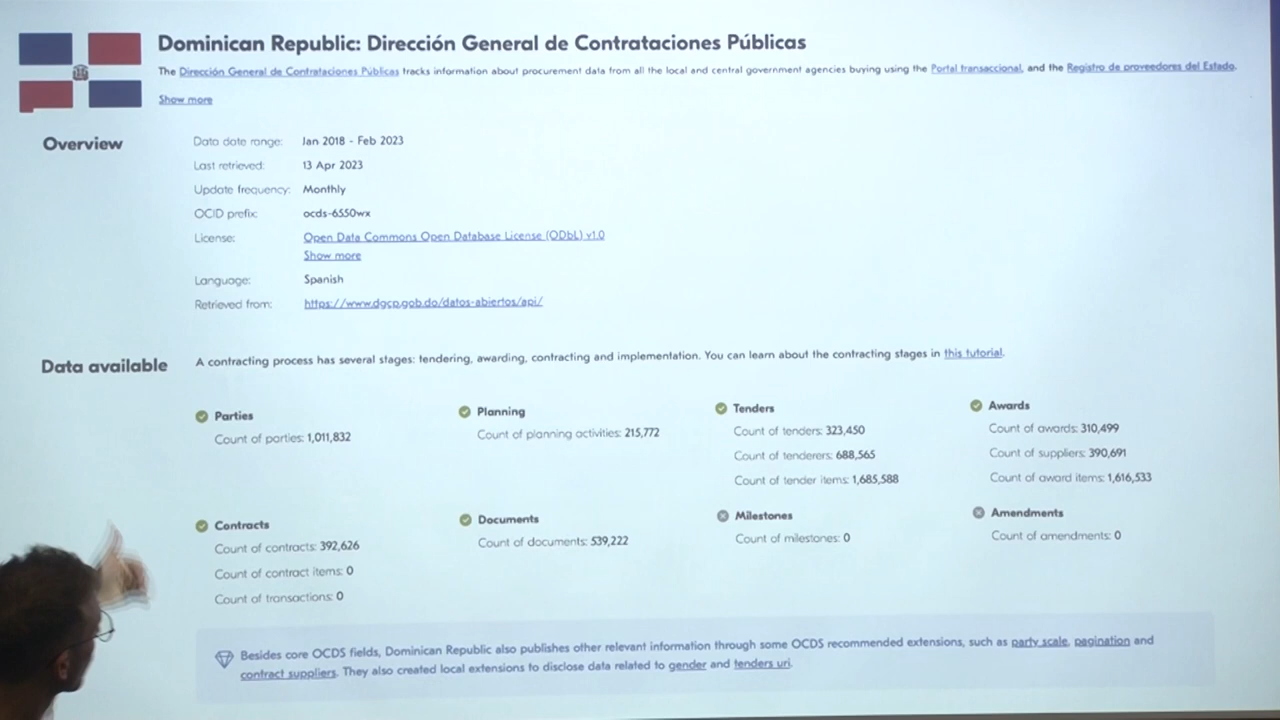 Dominican Republic: Dirección General de Contrataciones Públicas
The Dirección General de Contrataciones Públicas tracks information about procurement data from all the local and central government agencies buying using the Portal transaccional, and the Registro de proveedores del Estado.
Show more
Overview
Data date range: Jan 2018 - Feb 2023
Last retrieved: 13 Apr 2023
Update frequency: Monthly
OCID prefix: ocds-6550wx
License: Open Data Commons Open Database License (ODbL) v1.0
Show more
Language: Spanish
Retrieved from: https://www.dgcp.gob.do/datos-abiertos/api/
Data available
A contracting process has several stages: tendering, awarding, contracting and implementation. You can learn about the contracting stages in this tutorial.
Parties
Count of parties: 1,011,832
Planning
Count of planning activities: 215,772
Tenders
Count of tenders: 323,450
Count of tenderers: 688,565
Count of tender items: 1,685,588
Awards
Count of awards: 310,499
Count of suppliers: 390,691
Count of award items: 1,616,533
Contracts
Count of contracts: 392,626
Count of contract items: 0
Count of transactions: 0
Documents
Count of documents: 539,222
Milestones
Count of milestones: 0
Amendments
Count of amendments: 0
Besides core OCDS fields, Dominican Republic also publishes other relevant information through some OCDS recommended extensions, such as party scale, pagination and
contract suppliers. They also created local extensions to disclose data related to gender and tenders uri.